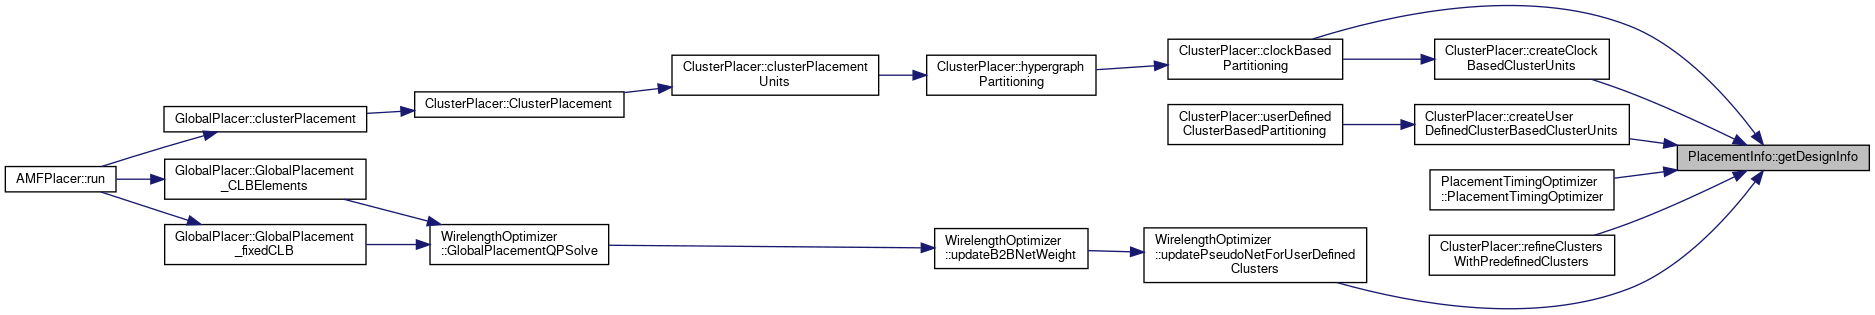 AMFPlacer::run
GlobalPlacer::clusterPlacement
GlobalPlacer::GlobalPlacement
_CLBElements
GlobalPlacer::GlobalPlacement
_fixedCLB
ClusterPlacer::ClusterPlacement
WirelengthOptimizer
::GlobalPlacementQPSolve
ClusterPlacer::clusterPlacement
Units
ClusterPlacer::hypergraph
Partitioning
WirelengthOptimizer
::updateB2BNetWeight
ClusterPlacer::clockBased
Partitioning
ClusterPlacer::userDefined
ClusterBasedPartitioning
WirelengthOptimizer
::updatePseudoNetForUserDefined
Clusters
ClusterPlacer::createClock
BasedClusterUnits
ClusterPlacer::createUser
DefinedClusterBasedClusterUnits
PlacementTimingOptimizer
::PlacementTimingOptimizer
ClusterPlacer::refineClusters
WithPredefinedClusters
PlacementInfo::getDesignInfo